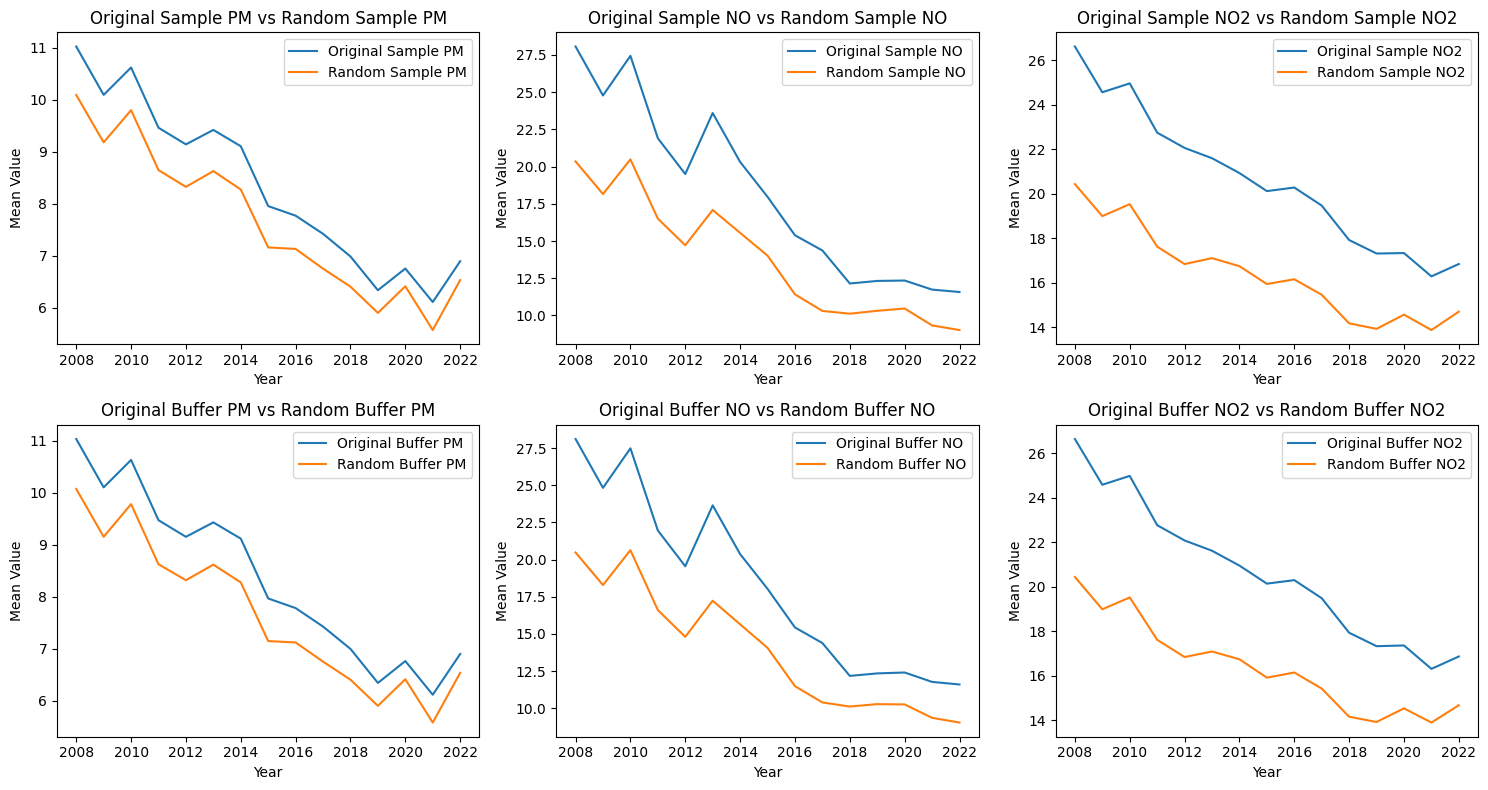 Original Sample PM vs Random Sample PM
Original Sample PM
Random Sample PM
Mean Value
11
10
9
8
7
6
2008 2010 2012 2014 2016 2018 2020 2022
Year
Original Sample NO vs Random Sample NO
Original Sample NO
Random Sample NO
Mean Value
27.5
25.0
22.5
20.0
17.5
15.0
12.5
10.0
2008 2010 2012 2014 2016 2018 2020 2022
Year
Original Sample NO2 vs Random Sample NO2
Original Sample NO2
Random Sample NO2
Mean Value
26
24
22
20
18
16
14
2008 2010 2012 2014 2016 2018 2020 2022
Year
Original Buffer PM vs Random Buffer PM
Original Buffer PM
Random Buffer PM
Mean Value
11
10
9
8
7
6
2008 2010 2012 2014 2016 2018 2020 2022
Year
Original Buffer NO vs Random Buffer NO
Original Buffer NO
Random Buffer NO
Mean Value
27.5
25.0
22.5
20.0
17.5
15.0
12.5
10.0
2008 2010 2012 2014 2016 2018 2020 2022
Year
Original Buffer NO2 vs Random Buffer NO2
Original Buffer NO2
Random Buffer NO2
Mean Value
26
24
22
20
18
16
14
2008 2010 2012 2014 2016 2018 2020 2022
Year